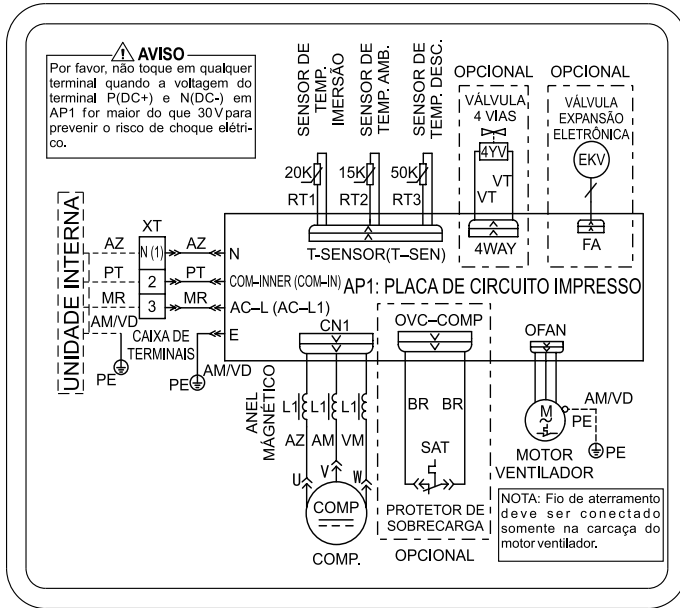 AVISO
Por favor, não toque em qualquer
terminal quando a voltagem do
terminal P(DC+) e N(DC-) em
AP1 for maior do que 30V para
prevenir o risco de choque elétri-
co.
SENSOR DE
TEMP.
IMERSÃO
SENSOR DE
TEMP. AMB.
SENSOR DE
TEMP. DESC.
OPCIONAL
OPCIONAL
VÁLVULA
4 VIAS
VÁLVULA
EXPANSÃO
ELETRÔNICA
4YV
EKV
20K
15K
50K
RT1
RT2
RT3
VT
VT
T-SENSOR(T–SEN)
4WAY
FA
UNIDADE INTERNA
XT
AZ
N (1)
AZ
N
PT
2
PT
COM–INNER (COM–IN)
AP1: PLACA DE CIRCUITO IMPRESSO
MR
3
MR
AC–L (AC–L1)
AM/VD
CAIXA DE
TERMINAIS
E
PE
PE
AM/VD
CN1
OVC–COMP
OFAN
ANEL
MÁGNÉTICO
L1
L1
L1
AZ
AM
VM
U
V
W
COMP
COMP.
BR
BR
SAT
PROTETOR DE
SOBRECARGA
OPCIONAL
M
AM/VD
PE
PE
MOTOR
VENTILADOR
NOTA: Fio de aterramento
deve ser conectado
somente na carcaça do
motor ventilador.